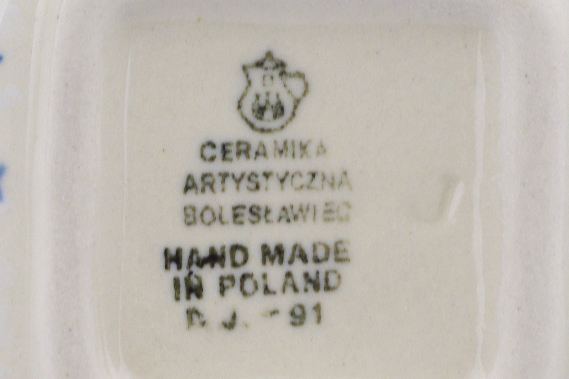 CERAMIKA
ARTYSTYCZNA
BOLESŁAWIEC
HAND MADE
IN POLAND
J. - 91